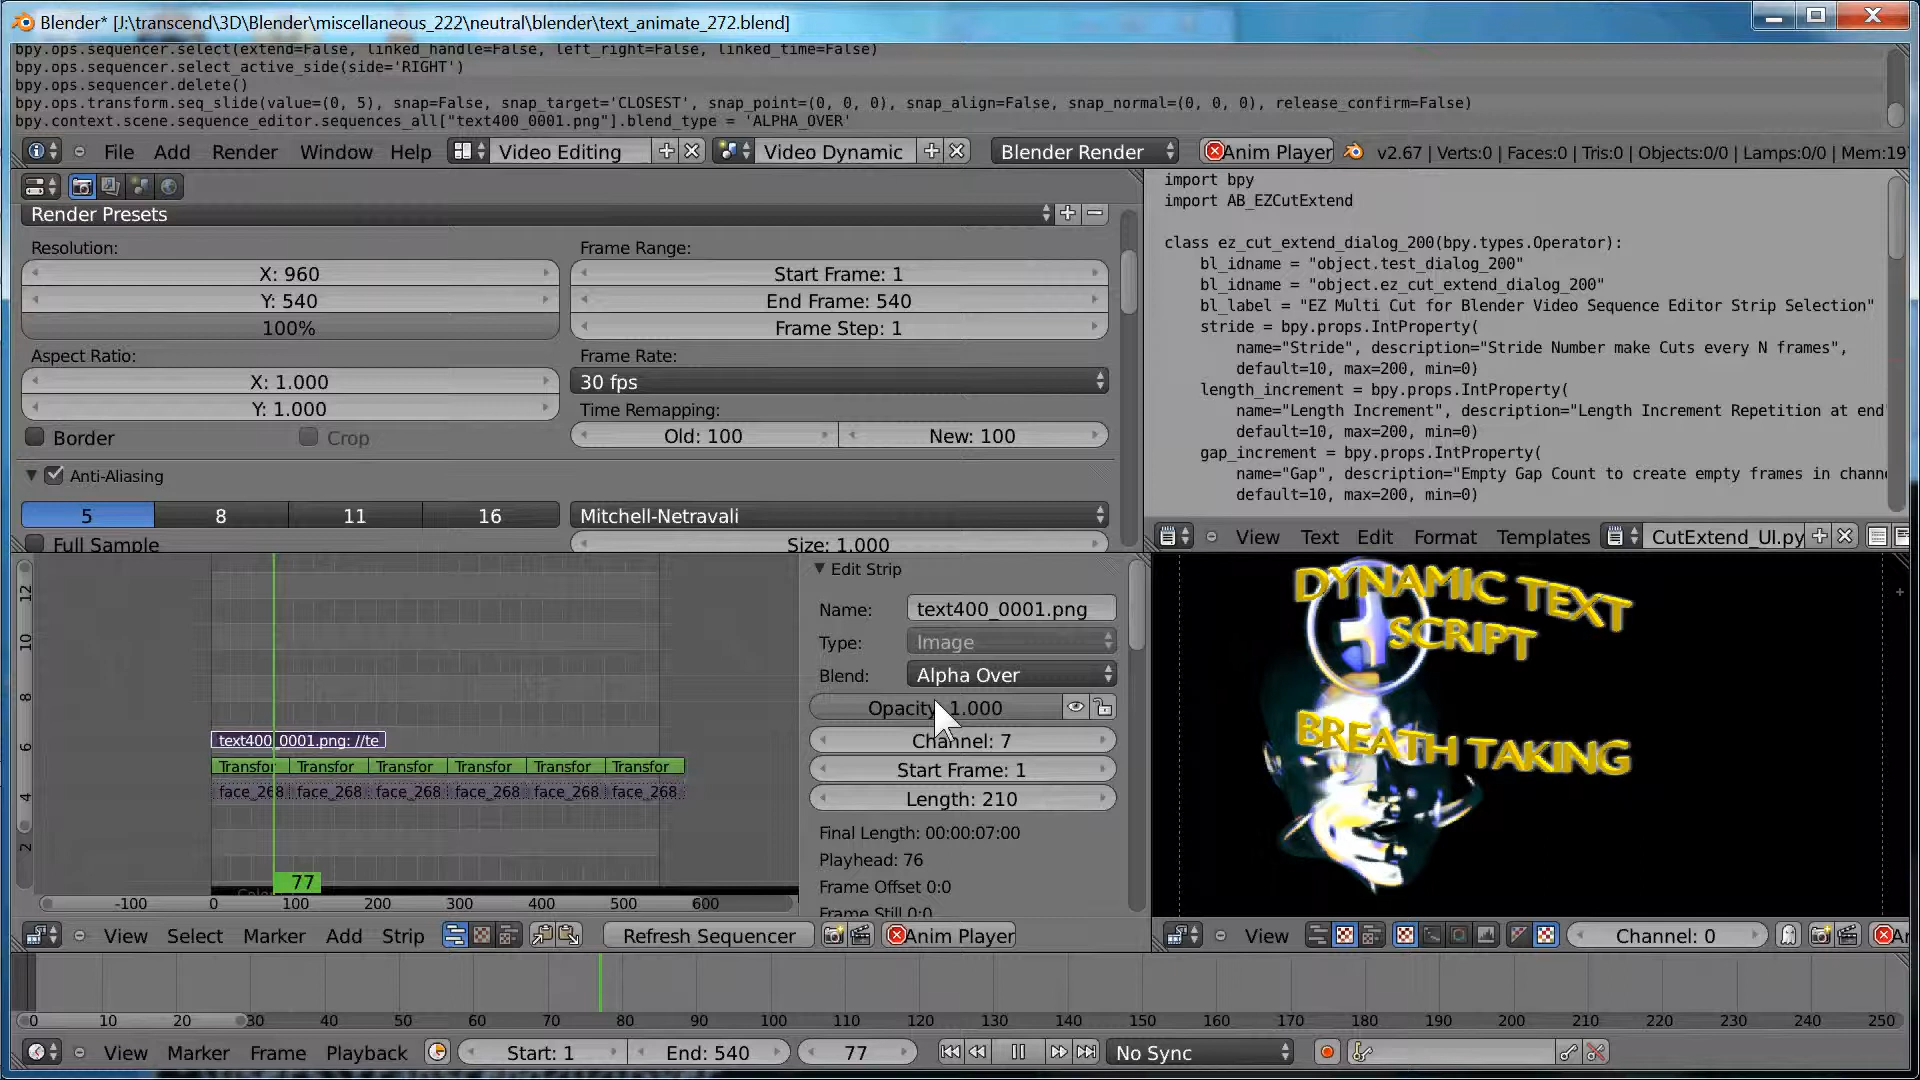 Blender* [J:\transcend\3D\Blender\miscellaneous_222\neutral\blender\text_animate_272.blend]
bpy.ops.sequencer.select(extend=False, linked_handle=False, left_right=False, linked_time=False)
bpy.ops.sequencer.select_active_side(side='RIGHT')
bpy.ops.sequencer.delete()
bpy.ops.transform.seq_slide(value=(0, 5), snap=False, snap_target='CLOSEST', snap_point=(0, 0, 0), snap_align=False, snap_normal=(0, 0, 0), release_confirm=False)
bpy.context.scene.sequence_editor.sequences_all["text400_0001.png"].blend_type = 'ALPHA_OVER'
File Add Render Window Help Video Editing Video Dynamic Blender Render Anim Player v2.67 | Verts:0 | Faces:0 | Tris:0 | Objects:0/0 | Lamps:0/0 | Mem:19
Render Presets
Resolution:
X: 960
Y: 540
100%
Aspect Ratio:
X: 1.000
Y: 1.000
Border Crop
Frame Range:
Start Frame: 1
End Frame: 540
Frame Step: 1
Frame Rate:
30 fps
Time Remapping:
Old: 100 New: 100
Anti-Aliasing
5 8 11 16 Mitchell-Netravali
Full Sample Size: 1.000
import bpy
import AB_EZCutExtend
class ez_cut_extend_dialog_200(bpy.types.Operator):
bl_idname = "object.test_dialog_200"
bl_idname = "object.ez_cut_extend_dialog_200"
bl_label = "EZ Multi Cut for Blender Video Sequence Editor Strip Selection"
stride = bpy.props.IntProperty(
name="Stride", description="Stride Number make Cuts every N frames",
default=10, max=200, min=0)
length_increment = bpy.props.IntProperty(
name="Length Increment", description="Length Increment Repetition at end
default=10, max=200, min=0)
gap_increment = bpy.props.IntProperty(
name="Gap", description="Empty Gap Count to create empty frames in chann
default=10, max=200, min=0)
View Text Edit Format Templates CutExtend_UI.py
12
10
8
6
4
2
text400_0001.png: //te
Transfor Transfor Transfor Transfor Transfor Transfor
face_268 face_268 face_268 face_268 face_268 face_268
77
-100 0 100 200 300 400 500 600
Edit Strip
Name: text400_0001.png
Type: Image
Blend: Alpha Over
Opacity 1.000
Channel: 7
Start Frame: 1
Length: 210
Final Length: 00:00:07:00
Playhead: 76
Frame Offset 0:0
Frame Still 0:0
DYNAMIC TEXT
SCRIPT
BREATH TAKING
View Select Marker Add Strip Refresh Sequencer Anim Player
View Channel: 0 Ar
0 10 20 30 40 50 60 70 80 90 100 110 120 130 140 150 160 170 180 190 200 210 220 230 240 250
View Marker Frame Playback Start: 1 End: 540 77 No Sync